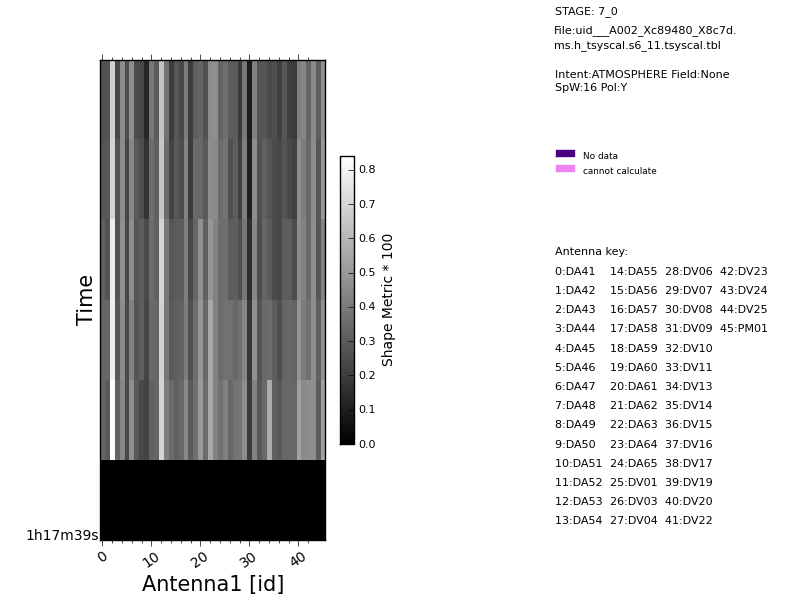 STAGE: 7_0
File:uid___A002_Xc89480_X8c7d.
ms.h_tsyscal.s6_11.tsyscal.tbl
Intent:ATMOSPHERE Field:None
SpW:16 Pol:Y
No data
cannot calculate
Antenna key:
0:DA41 14:DA55 28:DV06 42:DV23
1:DA42 15:DA56 29:DV07 43:DV24
2:DA43 16:DA57 30:DV08 44:DV25
3:DA44 17:DA58 31:DV09 45:PM01
4:DA45 18:DA59 32:DV10
5:DA46 19:DA60 33:DV11
6:DA47 20:DA61 34:DV13
7:DA48 21:DA62 35:DV14
8:DA49 22:DA63 36:DV15
9:DA50 23:DA64 37:DV16
10:DA51 24:DA65 38:DV17
11:DA52 25:DV01 39:DV19
12:DA53 26:DV03 40:DV20
13:DA54 27:DV04 41:DV22
0.8
0.7
0.6
0.5
0.4
0.3
0.2
0.1
0.0
Shape Metric * 100
Time
1h17m39s
0 10 20 30 40
Antenna1 [id]